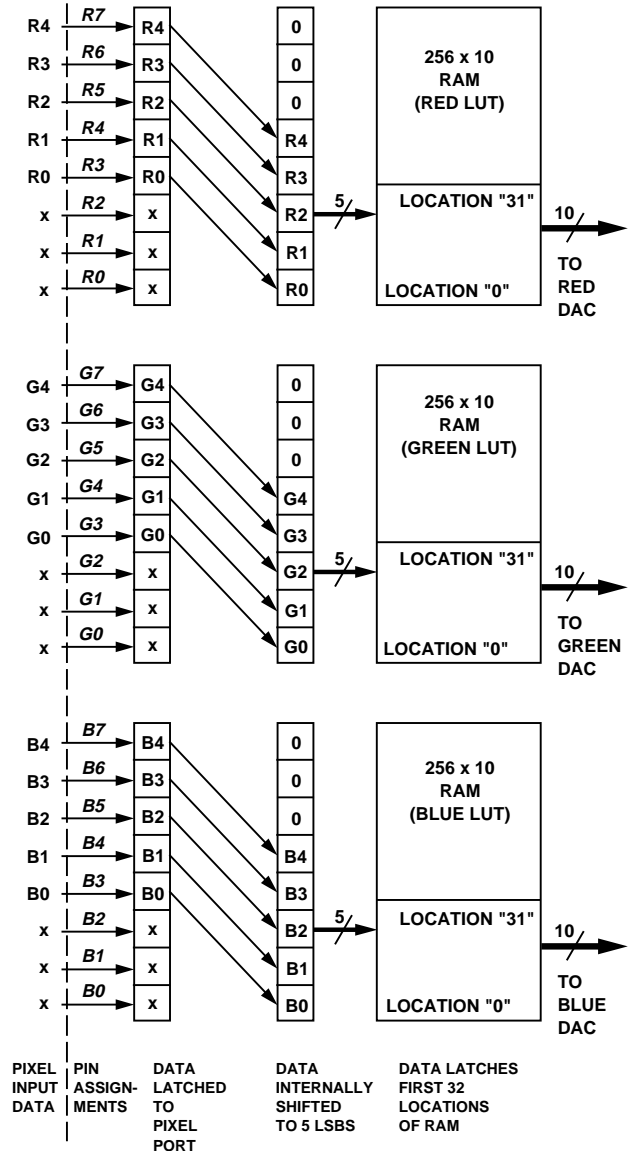 R4 R7 R4 0
R3 R6 R3 0
R2 R5 R2 0
R1 R4 R1 R4
R0 R3 R0 R3
x R2 x R2
x R1 x R1
x R0 x R0
256 x 10
RAM
(RED LUT)
5
LOCATION "31"
LOCATION "0"
10
TO
RED
DAC
G4 G7 G4 0
G3 G6 G3 0
G2 G5 G2 0
G1 G4 G1 G4
G0 G3 G0 G3
x G2 x G2
x G1 x G1
x G0 x G0
256 x 10
RAM
(GREEN LUT)
5
LOCATION "31"
LOCATION "0"
10
TO
GREEN
DAC
B4 B7 B4 0
B3 B6 B3 0
B2 B5 B2 0
B1 B4 B1 B4
B0 B3 B0 B3
x B2 x B2
x B1 x B1
x B0 x B0
256 x 10
RAM
(BLUE LUT)
5
LOCATION "31"
LOCATION "0"
10
TO
BLUE
DAC
PIXEL
INPUT
DATA
PIN
ASSIGN-
MENTS
DATA
LATCHED
TO
PIXEL
PORT
DATA
INTERNALLY
SHIFTED
TO 5 LSBS
DATA LATCHES
FIRST 32
LOCATIONS
OF RAM